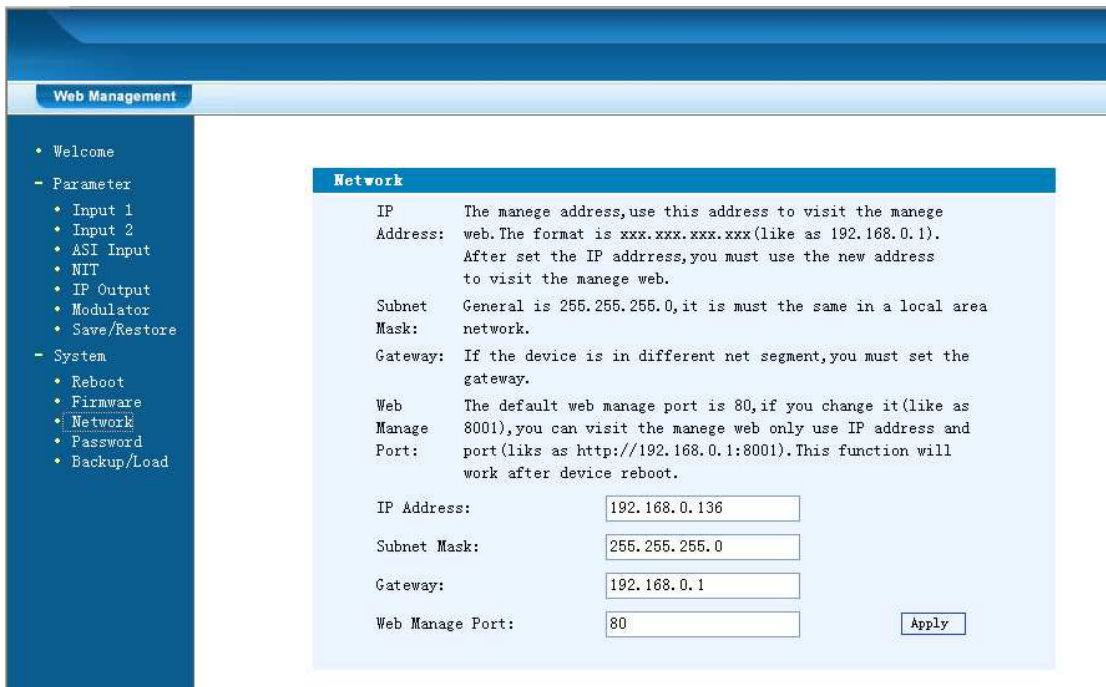 Web Management
Welcome
Parameter
Input 1
Input 2
ASI Input
NIT
IP Output
Modulator
Save/Restore
System
Reboot
Firmware
Network
Password
Backup/Load
Network
IP Address: The manege address,use this address to visit the manege
web.The format is xxx.xxx.xxx.xxx(like as 192.168.0.1).
After set the IP addrress,you must use the new address
to visit the manege web.
Subnet Mask: General is 255.255.255.0,it is must the same in a local area
network.
Gateway: If the device is in different net segment,you must set the
gateway.
Web Manage Port: The default web manage port is 80,if you change it(like as
8001),you can visit the manege web only use IP address and
port(liks as http://192.168.0.1:8001).This function will
work after device reboot.
IP Address: 192.168.0.136
Subnet Mask: 255.255.255.0
Gateway: 192.168.0.1
Web Manage Port: 80 Apply